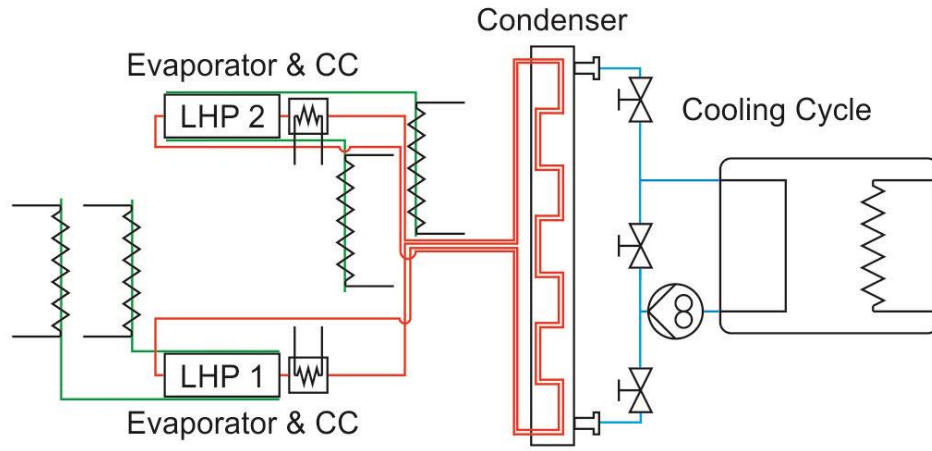 Condenser
Evaporator & CC
LHP 2
Cooling Cycle
LHP 1
Evaporator & CC